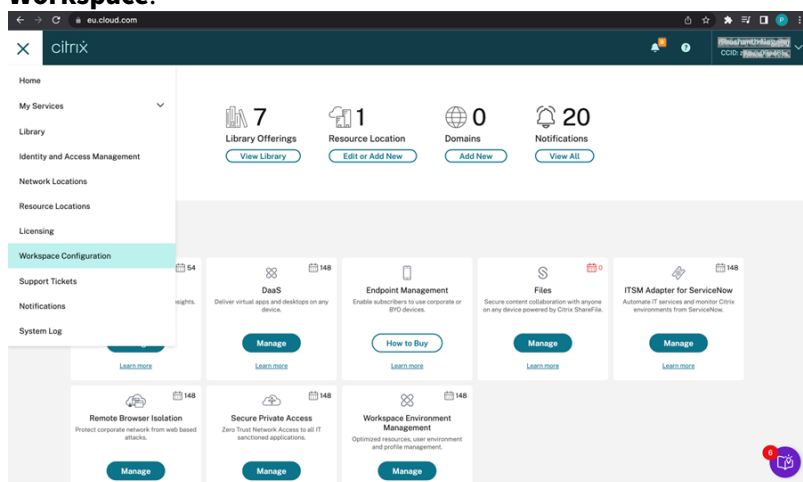 Workspace.
eu.cloud.com
citrix
5
CCID:
Home
My Services
Library
Identity and Access Management
Network Locations
Resource Locations
Licensing
Workspace Configuration
Support Tickets
Notifications
System Log
7
Library Offerings
View Library
1
Resource Location
Edit or Add New
0
Domains
Add New
20
Notifications
View All
54
insights.
Learn more
148
DaaS
Deliver virtual apps and desktops on any
device.
Manage
Learn more
Endpoint Management
Enable subscribers to use corporate or
BYO devices.
How to Buy
Learn more
0
Files
Secure content collaboration with anyone
on any device powered by Citrix ShareFile.
Manage
Learn more
148
ITSM Adapter for ServiceNow
Automate IT services and monitor Citrix
environments from ServiceNow.
Manage
Learn more
148
Remote Browser Isolation
Protect corporate network from web based
attacks.
Manage
148
Secure Private Access
Zero Trust Network Access to all IT
sanctioned applications.
Manage
148
Workspace Environment
Management
Optimized resources, user environment
and profile management.
Manage
6